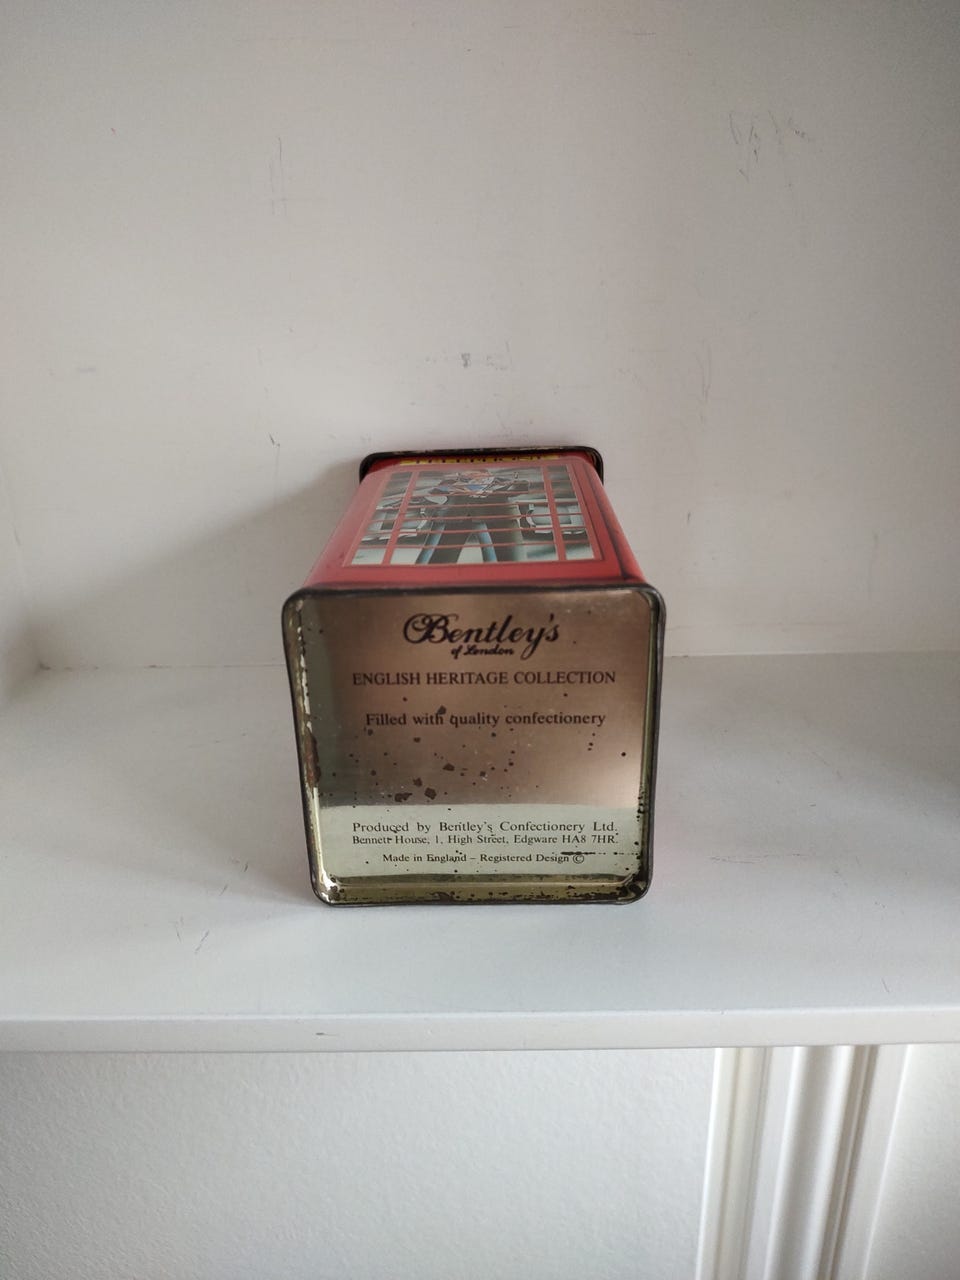 TELEPHONE
Bentley's
of London
ENGLISH HERITAGE COLLECTION
Filled with quality confectionery
Produced by Bentley's Confectionery Ltd.
Bennett House, 1, High Street, Edgware HA8 7HR.
Made in England – Registered Design ©